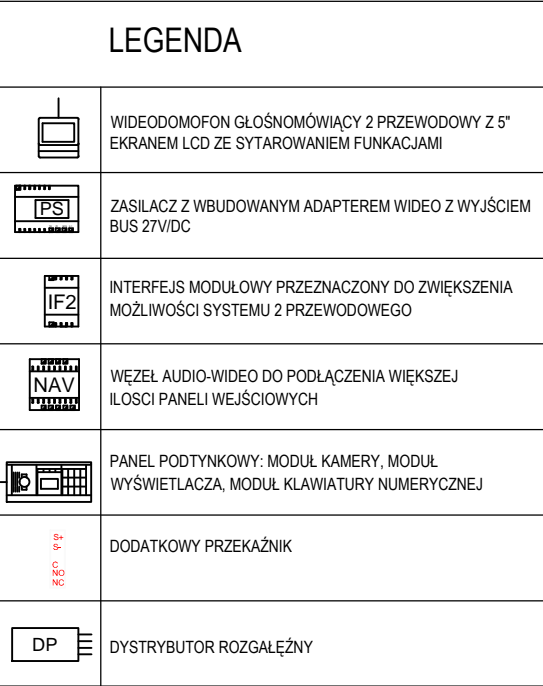 LEGENDA
WIDEODOMOFON GŁOŚNOMÓWIĄCY 2 PRZEWODOWY Z 5"
EKRANEM LCD ZE SYTAROWANIEM FUNKACJAMI
PS
ZASILACZ Z WBUDOWANYM ADAPTEREM WIDEO Z WYJŚCIEM
BUS 27V/DC
IF2
INTERFEJS MODUŁOWY PRZEZNACZONY DO ZWIĘKSZENIA
MOŻLIWOŚCI SYSTEMU 2 PRZEWODOWEGO
NAV
WĘZEŁ AUDIO-WIDEO DO PODŁĄCZENIA WIĘKSZEJ
ILOSCI PANELI WEJŚCIOWYCH
PANEL PODTYNKOWY: MODUŁ KAMERY, MODUŁ
WYŚWIETLACZA, MODUŁ KLAWIATURY NUMERYCZNEJ
S+
S-
C
NO
NC
DODATKOWY PRZEKAŹNIK
DP
DYSTRYBUTOR ROZGAŁĘŹNY